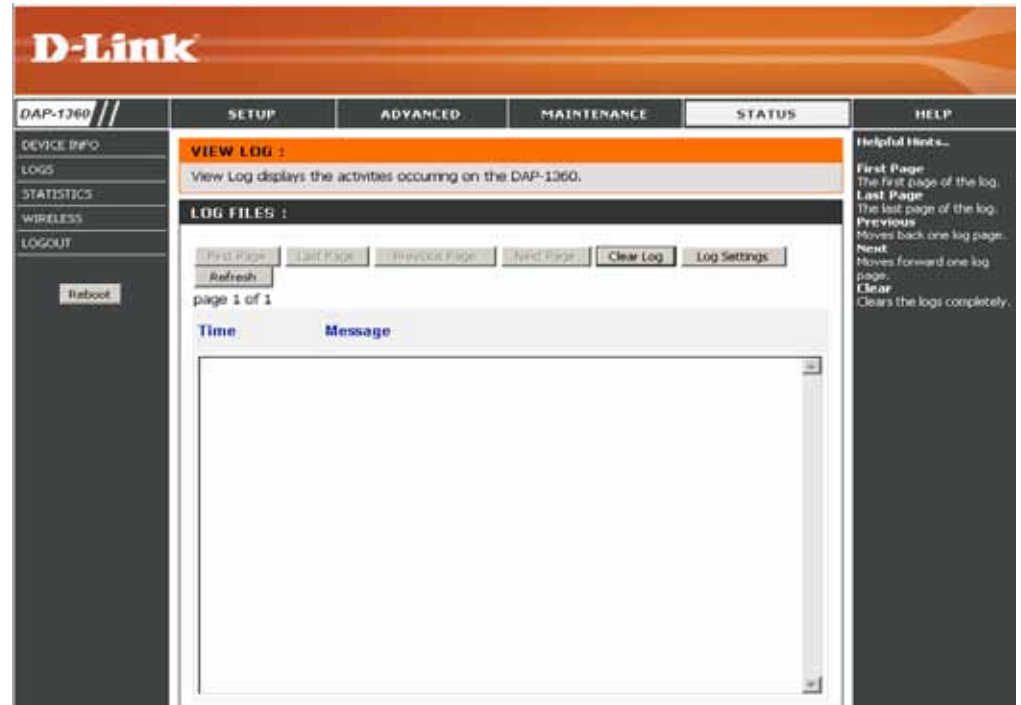 D-Link
DAP-1360
SETUP
ADVANCED
MAINTENANCE
STATUS
HELP
DEVICE INFO
LOGS
STATISTICS
WIRELESS
LOGOUT
Reboot
VIEW LOG :
View Log displays the activities occurring on the DAP-1360.
LOG FILES :
First Page
Last Page
Previous Page
Next Page
Clear Log
Log Settings
Refresh
page 1 of 1
Time
Message
Helpful Hints...
First Page
The first page of the log.
Last Page
The last page of the log.
Previous
Moves back one log page.
Next
Moves forward one log
page.
Clear
Clears the logs completely.